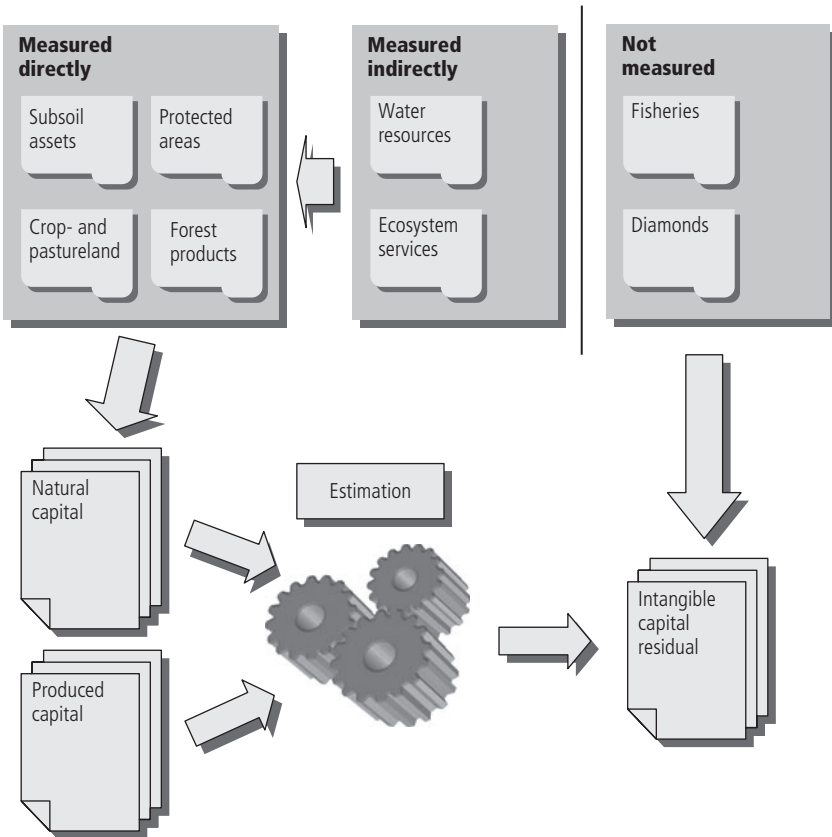 Measured
directly
Subsoil
assets
Protected
areas
Crop- and
pastureland
Forest
products
Measured
indirectly
Water
resources
Ecosystem
services
Not
measured
Fisheries
Diamonds
Natural
capital
Estimation
Produced
capital
Intangible
capital
residual